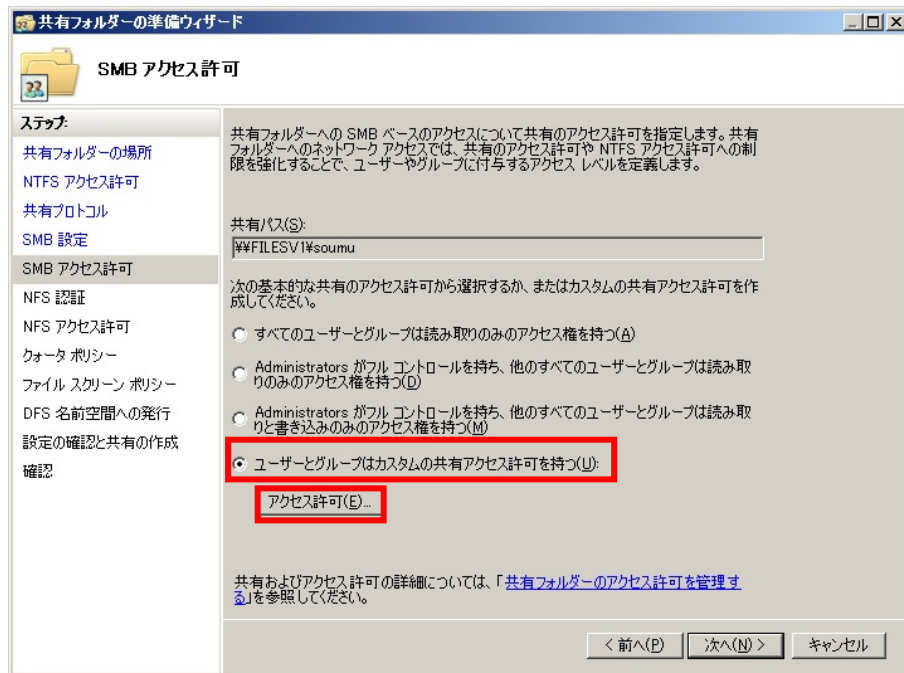 共有フォルダーの準備ウィザード
SMB アクセス許可
ステップ:
共有フォルダーの場所
NTFS アクセス許可
共有プロトコル
SMB 設定
SMB アクセス許可
NFS 認証
NFS アクセス許可
クォータ ポリシー
ファイル スクリーン ポリシー
DFS 名前空間への発行
設定の確認と共有の作成
確認
共有フォルダーへの SMB ベースのアクセスについて共有のアクセス許可を指定します。共有
フォルダーへのネットワーク アクセスでは、共有のアクセス許可や NTFS アクセス許可への制
限を強化することで、ユーザーやグループに付与するアクセス レベルを定義します。
共有パス(S):
¥¥FILESV1¥soumu
次の基本的な共有のアクセス許可から選択するか、またはカスタムの共有アクセス許可を作
成してください。
すべてのユーザーとグループは読み取りのみのアクセス権を持つ(A)
Administrators がフル コントロールを持ち、他のすべてのユーザーとグループは読み取
りのみのアクセス権を持つ(D)
Administrators がフル コントロールを持ち、他のすべてのユーザーとグループは読み取
りと書き込みのみのアクセス権を持つ(M)
ユーザーとグループはカスタムの共有アクセス許可を持つ(U):
アクセス許可(E)...
共有およびアクセス許可の詳細については、「共有フォルダーのアクセス許可を管理す
る」を参照してください。
< 前へ(P)
次へ(N) >
キャンセル